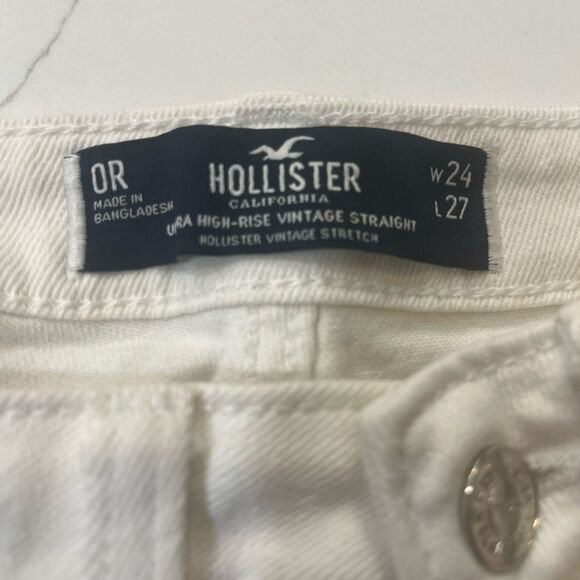 0R
MADE IN
BANGLADESH
HOLLISTER
CALIFORNIA
HIGH-RISE VINTAGE STRAIGHT
HOLLISTER VINTAGE STRETCH
W24
L27